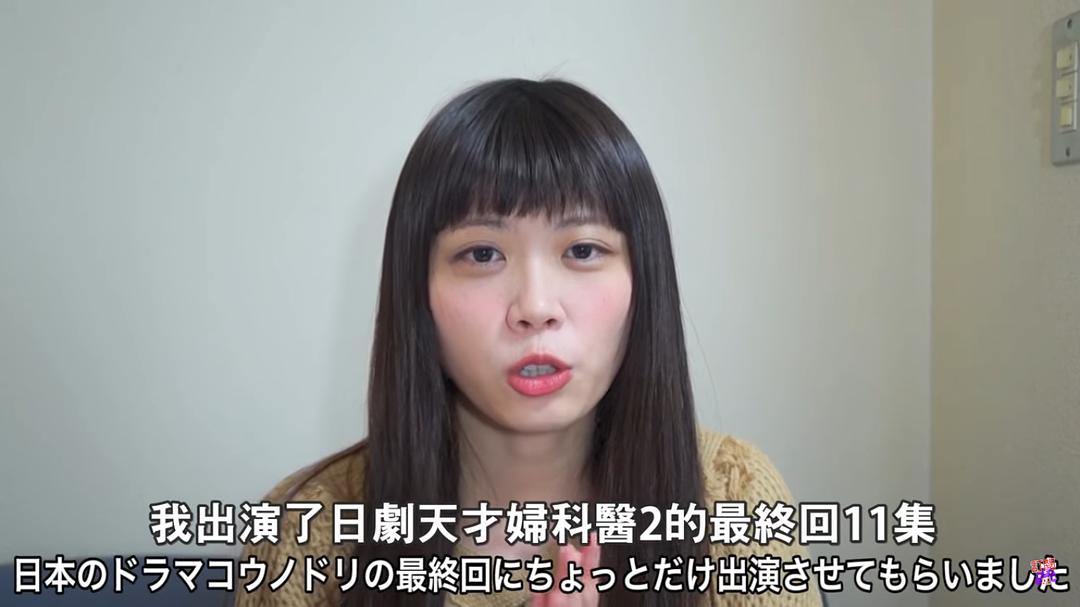 我出演了日劇天才婦科醫2的最終回11集
日本のドラマコウノドリの最終回にちょっとだけ出演させてもらいました